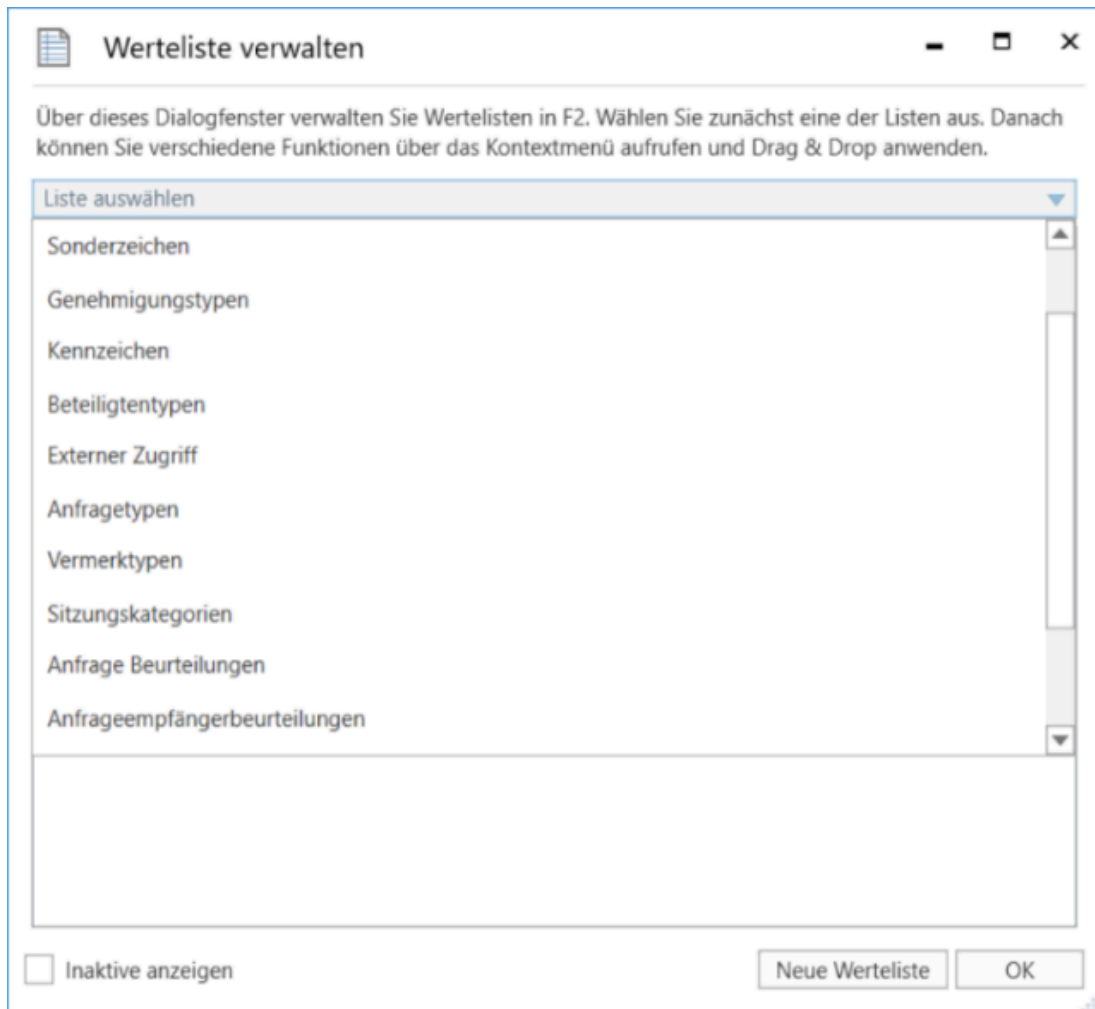 Werteliste verwalten
Über dieses Dialogfenster verwalten Sie Wertelisten in F2. Wählen Sie zunächst eine der Listen aus. Danach
können Sie verschiedene Funktionen über das Kontextmenü aufrufen und Drag & Drop anwenden.
Liste auswählen
Sonderzeichen
Genehmigungstypen
Kennzeichen
Beteiligtentypen
Externer Zugriff
Anfragetypen
Vermerktypen
Sitzungskategorien
Anfrage Beurteilungen
Anfrageempfängerbeurteilungen
Inaktive anzeigen
Neue Werteliste
OK